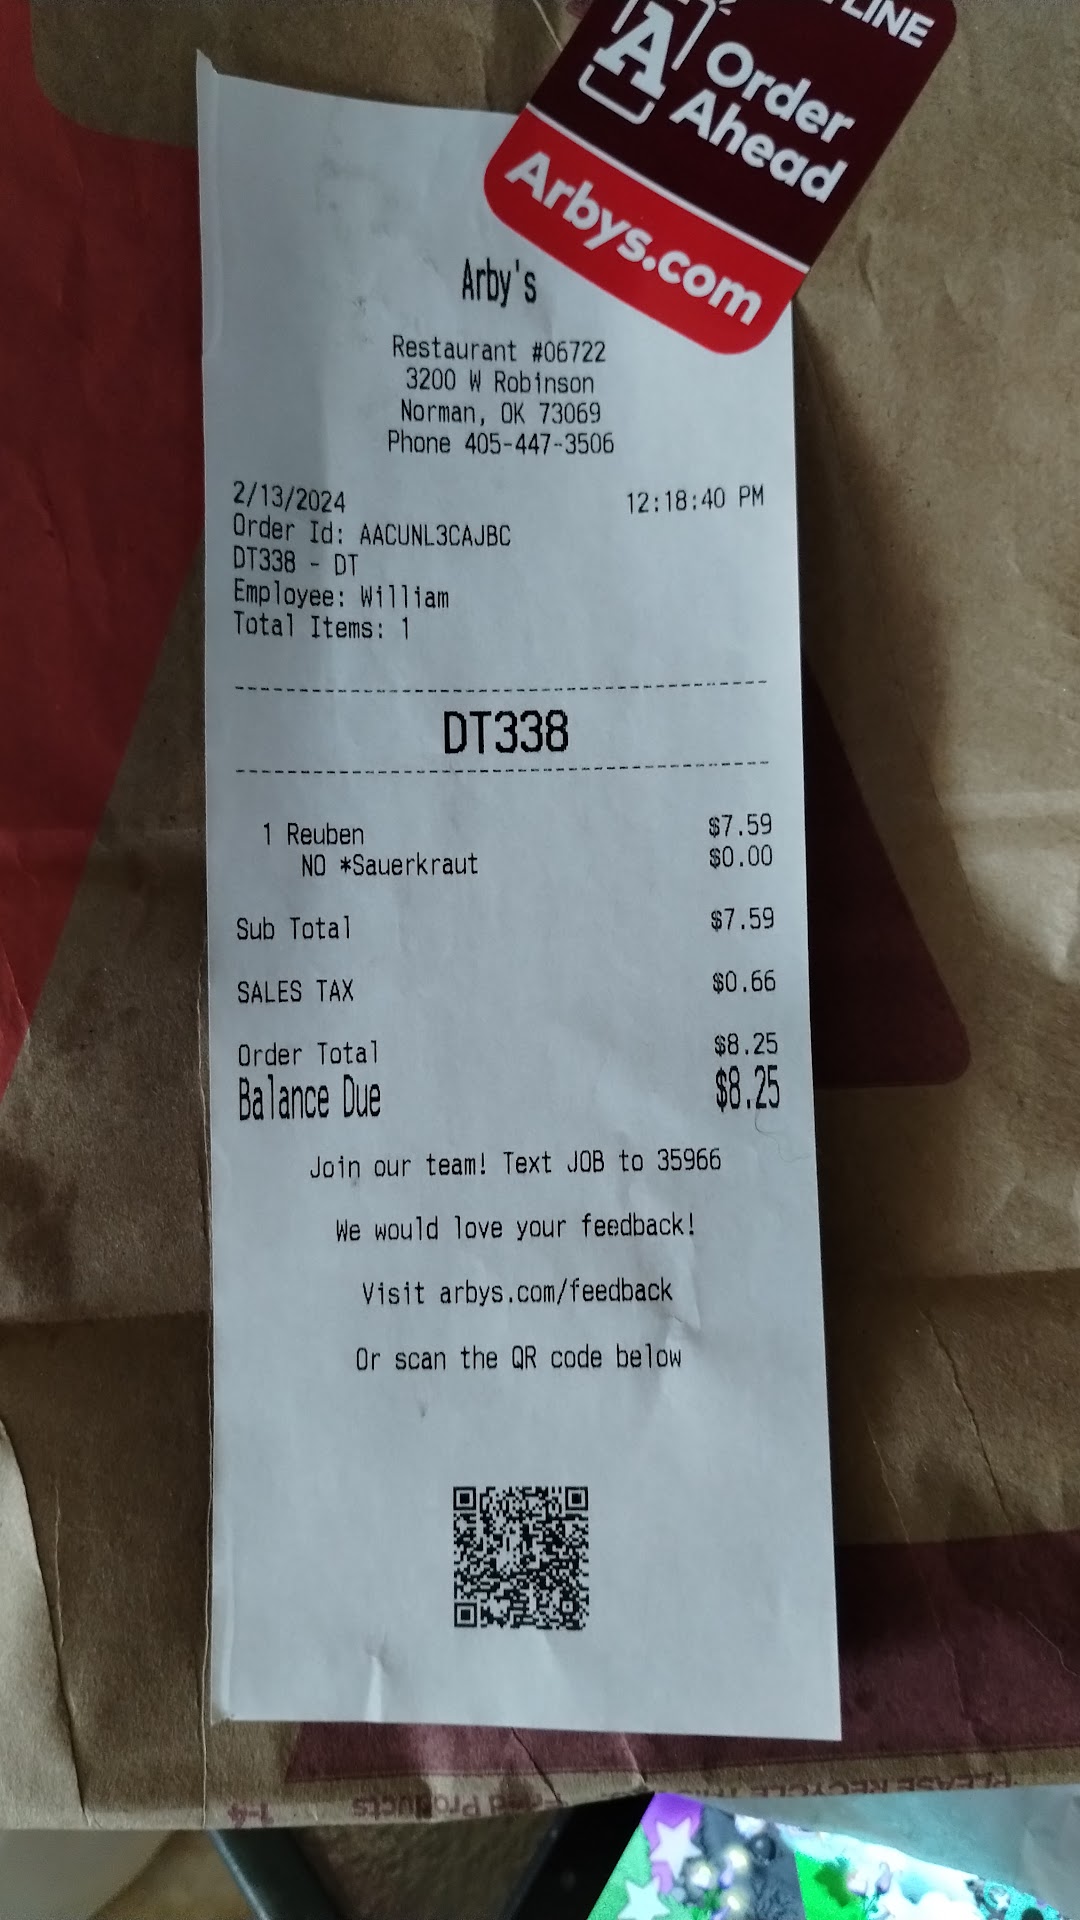 LINE
A Order
Ahead
Arbys.com
Arby's
Restaurant #06722
3200 W Robinson
Norman, OK 73069
Phone 405-447-3506
2/13/2024 12:18:40 PM
Order Id: AACUNL3CAJBC
DT338 - DT
Employee: William
Total Items: 1
DT338
1 Reuben $7.59
NO *Sauerkraut $0.00
Sub Total $7.59
SALES TAX $0.66
Order Total $8.25
Balance Due $8.25
Join our team! Text JOB to 35966
We would love your feedback!
Visit arbys.com/feedback
Or scan the QR code below
PLEASE RECYCLE
Products